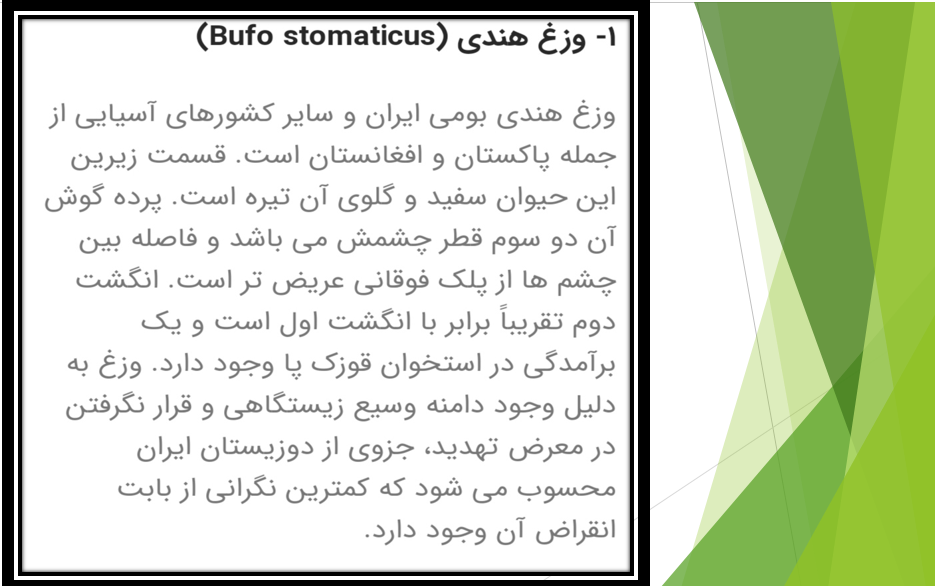 ۱- وزغ هندی (Bufo stomaticus)
وزغ هندی بومی ایران و سایر کشورهای آسیایی از
جمله پاکستان و افغانستان است. قسمت زیرین
این حیوان سفید و گلوی آن تیره است. پرده گوش
آن دو سوم قطر چشمش می باشد و فاصله بین
چشم ها از پلک فوقانی عریض تر است. انگشت
دوم تقریباً برابر با انگشت اول است و یک
برآمدگی در استخوان قوزک پا وجود دارد. وزغ به
دلیل وجود دامنه وسیع زیستگاهی و قرار نگرفتن
در معرض تهدید، جزوی از دوزیستان ایران
محسوب می شود که کمترین نگرانی از بابت
انقراض آن وجود دارد.